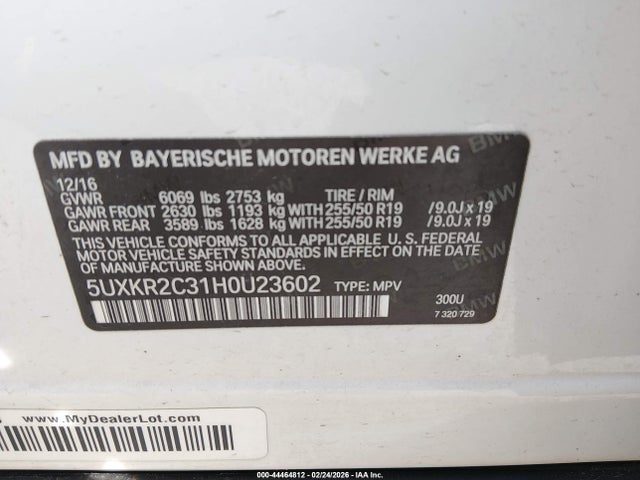 MFD BY BAYERISCHE MOTOREN WERKE AG
12/16
GVWR 6069 lbs 2753 kg TIRE / RIM
GAWR FRONT 2630 lbs 1193 kg WITH 255/50 R19 /9.0J x 19
GAWR REAR 3589 lbs 1628 kg WITH 255/50 R19 /9.0J x 19
THIS VEHICLE CONFORMS TO ALL APPLICABLE U. S. FEDERAL
MOTOR VEHICLE SAFETY STANDARDS IN EFFECT ON THE
DATE OF MANUFACTURE SHOWN ABOVE.
5UXKR2C31H0U23602 TYPE: MPV 300U
7 320 729
www.MyDealerLot.com
000-44464812 - 02/24/2026 - IAA Inc.